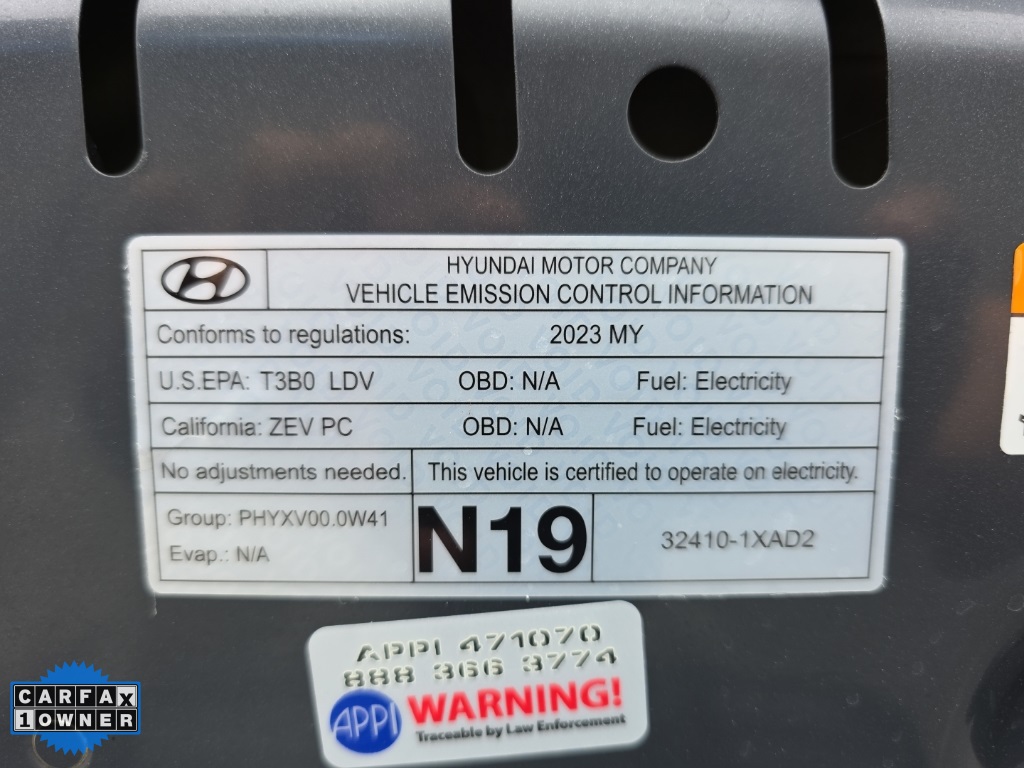 HYUNDAI MOTOR COMPANY
VEHICLE EMISSION CONTROL INFORMATION
Conforms to regulations: 2023 MY
U.S.EPA: T3B0 LDV OBD: N/A Fuel: Electricity
California: ZEV PC OBD: N/A Fuel: Electricity
No adjustments needed. This vehicle is certified to operate on electricity.
Group: PHYXV00.0W41
Evap.: N/A
N19
32410-1XAD2
APPI 471070
888 366 3774
APPI
WARNING!
Traceable by Law Enforcement
CARFAX
1 OWNER